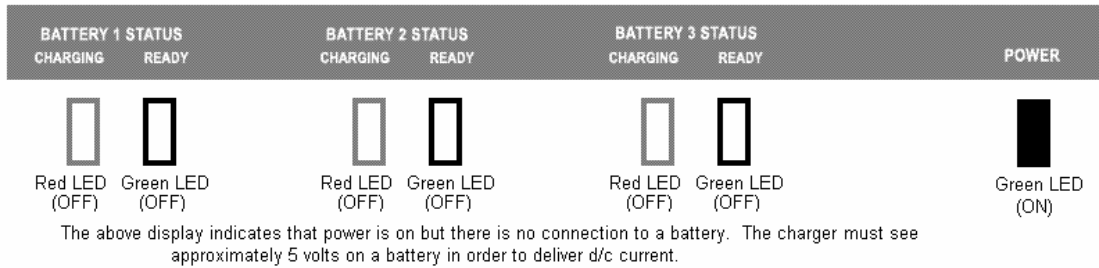 BATTERY 1 STATUS BATTERY 2 STATUS BATTERY 3 STATUS
CHARGING READY CHARGING READY CHARGING READY POWER
Red LED Green LED Red LED Green LED Red LED Green LED Green LED
(OFF) (OFF) (OFF) (OFF) (OFF) (OFF) (ON)
The above display indicates that power is on but there is no connection to a battery. The charger must see
approximately 5 volts on a battery in order to deliver d/c current.